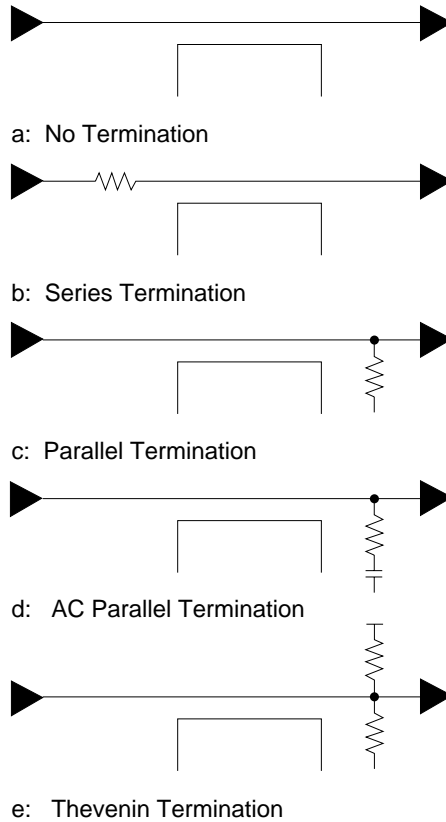 a: No Termination
b: Series Termination
c: Parallel Termination
d: AC Parallel Termination
e: Thevenin Termination